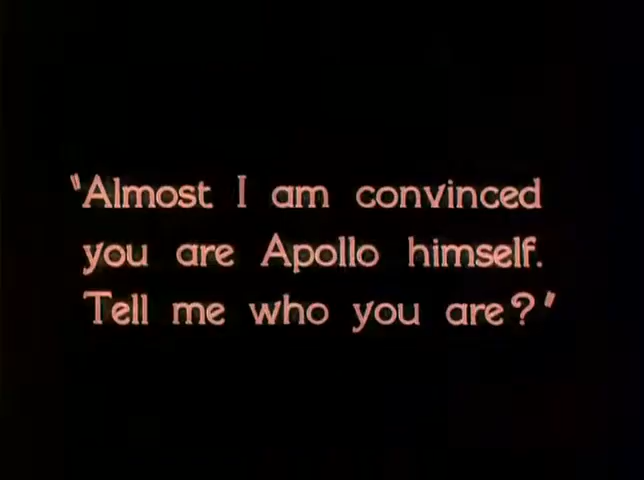 "Almost I am convinced
you are Apollo himself.
Tell me who you are?"